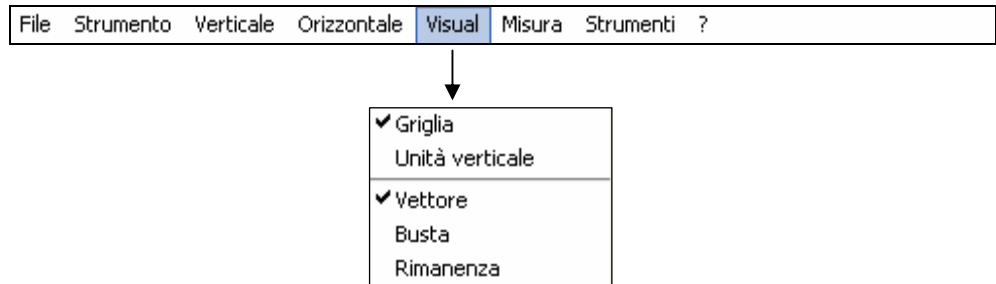 File Strumento Verticale Orizzontale Visual Misura Strumenti ?
Griglia
Unità verticale
Vettore
Busta
Rimanenza